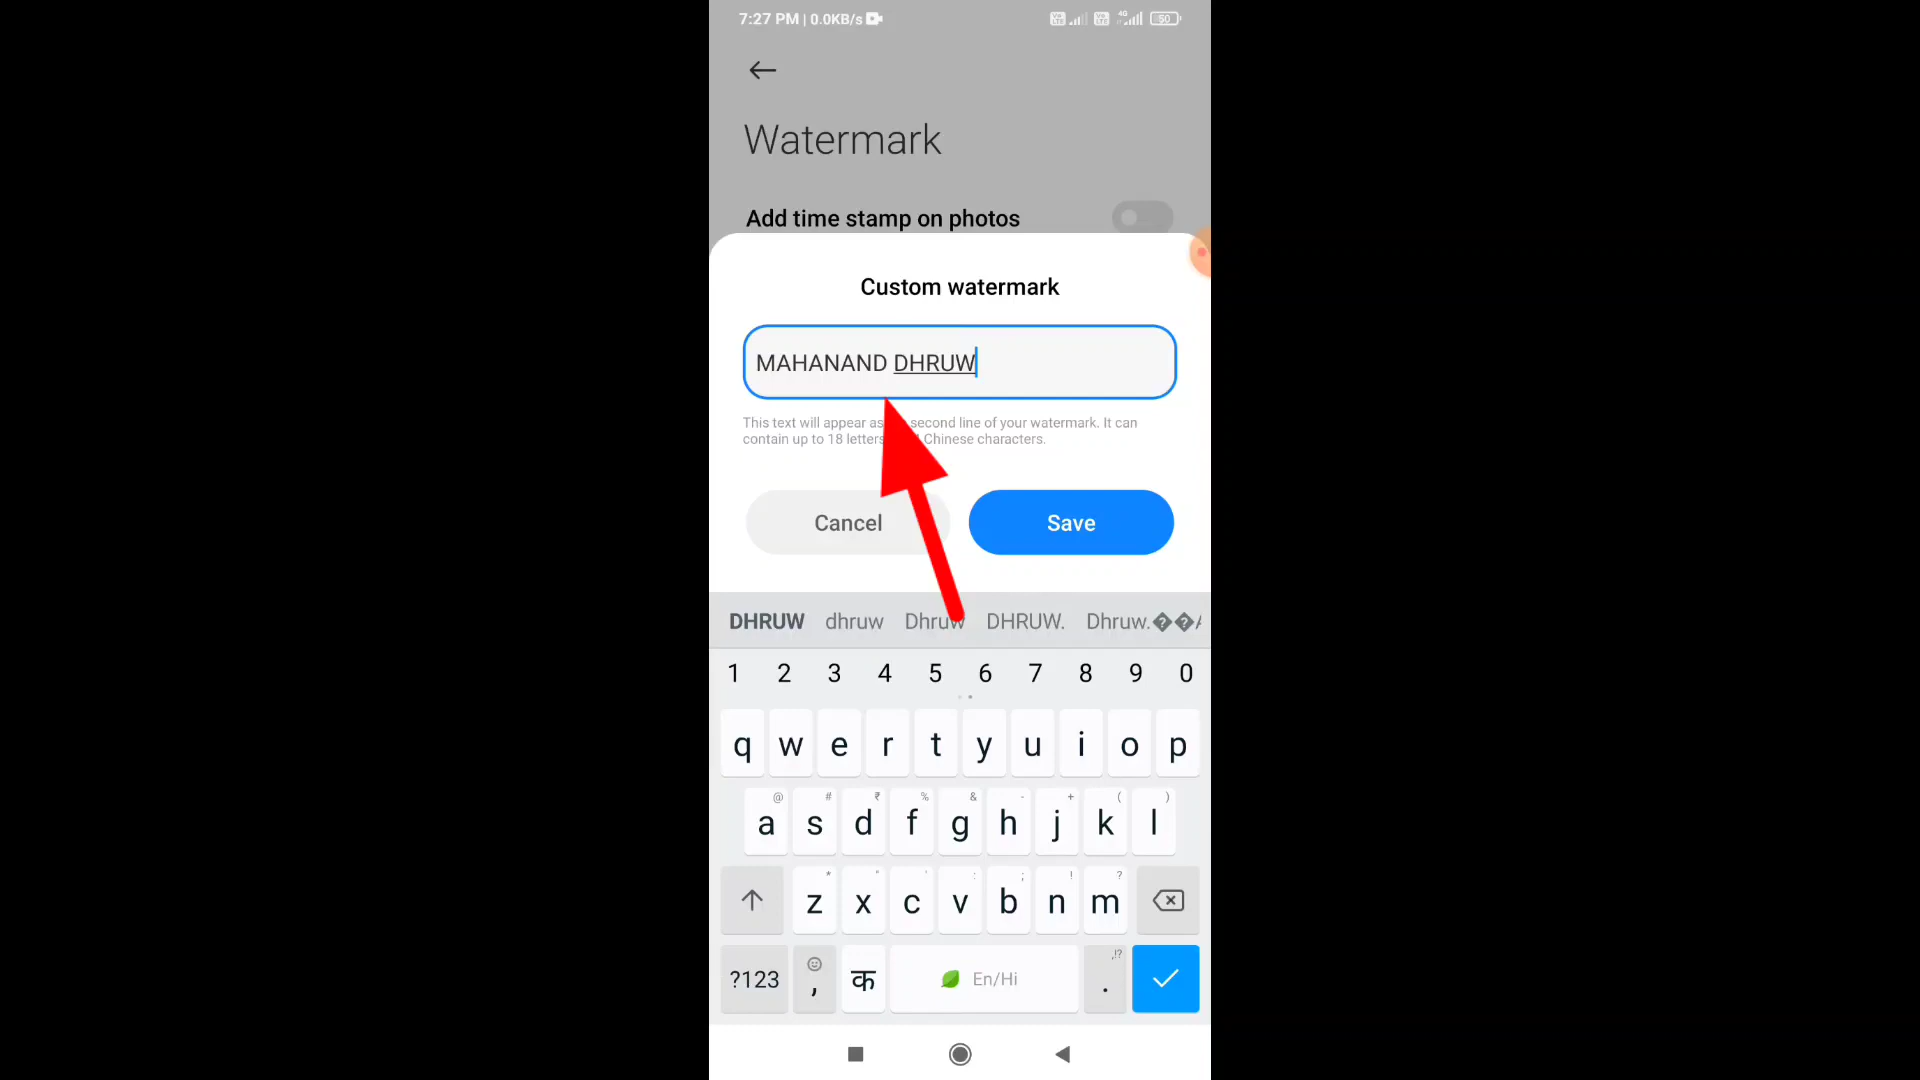 7:27 PM | 0.0KB/s
4G
50
Watermark
Add time stamp on photos
Custom watermark
MAHANAND DHRUW
This text will appear as second line of your watermark. It can
contain up to 18 letters Chinese characters.
Cancel Save
DHRUW dhruw Dhruw DHRUW. Dhruw.
1 2 3 4 5 6 7 8 9 0
q w e r t y u i o p
@ # ₹ % & - + ( )
a s d f g h j k l
* " ' : ; ! ?
z x c v b n m
,!?
?123 , क En/Hi .